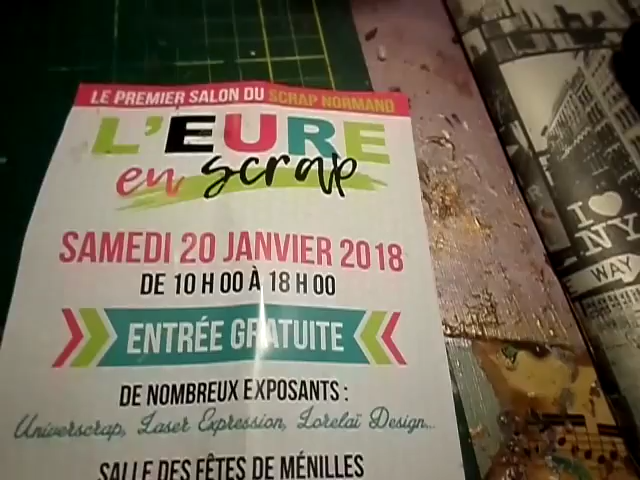 LE PREMIER SALON DU SCRAP NORMAND
L'EURE
en scrap
SAMEDI 20 JANVIER 2018
DE 10 H 00 À 18 H 00
ENTRÉE GRATUITE
DE NOMBREUX EXPOSANTS :
Universcrap, Laser Expression, Lorelaï Design...
SALLE DES FÊTES DE MÉNILLES
I
NY
WAY